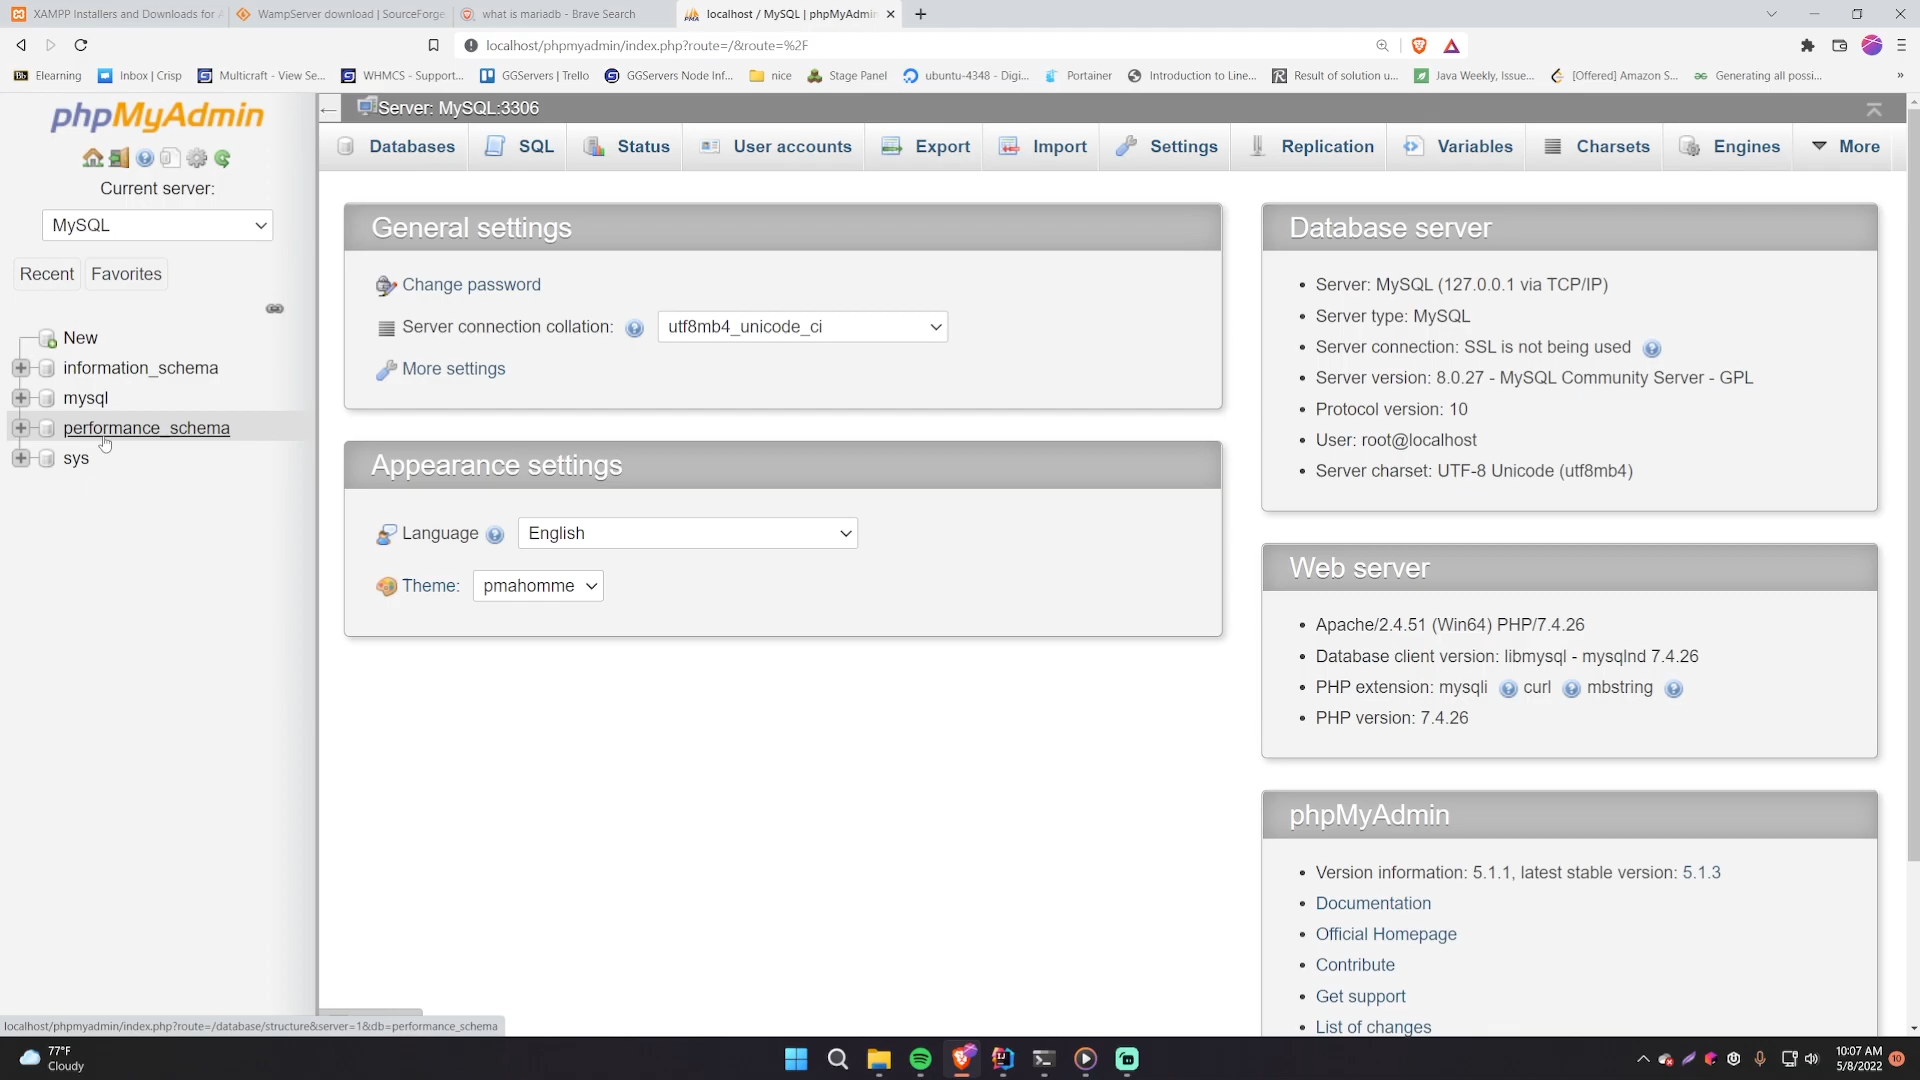 XAMPP Installers and Downloads for A
WampServer download | SourceForge
what is mariadb - Brave Search
localhost / MySQL | phpMyAdmin
localhost/phpmyadmin/index.php?route=/&route=%2F
Elearning
Inbox | Crisp
Multicraft - View Se...
WHMCS - Support...
GGServers | Trello
GGServers Node Inf...
nice
Stage Panel
ubuntu-4348 - Digi...
Portainer
Introduction to Line...
Result of solution u...
Java Weekly, Issue...
[Offered] Amazon S...
Generating all possi...
»
phpMyAdmin
Current server:
MySQL
Recent
Favorites
New
information_schema
mysql
performance_schema
sys
Server: MySQL:3306
Databases
SQL
Status
User accounts
Export
Import
Settings
Replication
Variables
Charsets
Engines
More
General settings
Change password
Server connection collation:
utf8mb4_unicode_ci
More settings
Appearance settings
Language
English
Theme:
pmahomme
Database server
• Server: MySQL (127.0.0.1 via TCP/IP)
• Server type: MySQL
• Server connection: SSL is not being used
• Server version: 8.0.27 - MySQL Community Server - GPL
• Protocol version: 10
• User: root@localhost
• Server charset: UTF-8 Unicode (utf8mb4)
Web server
• Apache/2.4.51 (Win64) PHP/7.4.26
• Database client version: libmysql - mysqlnd 7.4.26
• PHP extension: mysqli curl mbstring
• PHP version: 7.4.26
phpMyAdmin
• Version information: 5.1.1, latest stable version: 5.1.3
• Documentation
• Official Homepage
• Contribute
• Get support
• List of changes
localhost/phpmyadmin/index.php?route=/database/structure&server=1&db=performance_schema
77°F
Cloudy
10:07 AM
5/8/2022
10